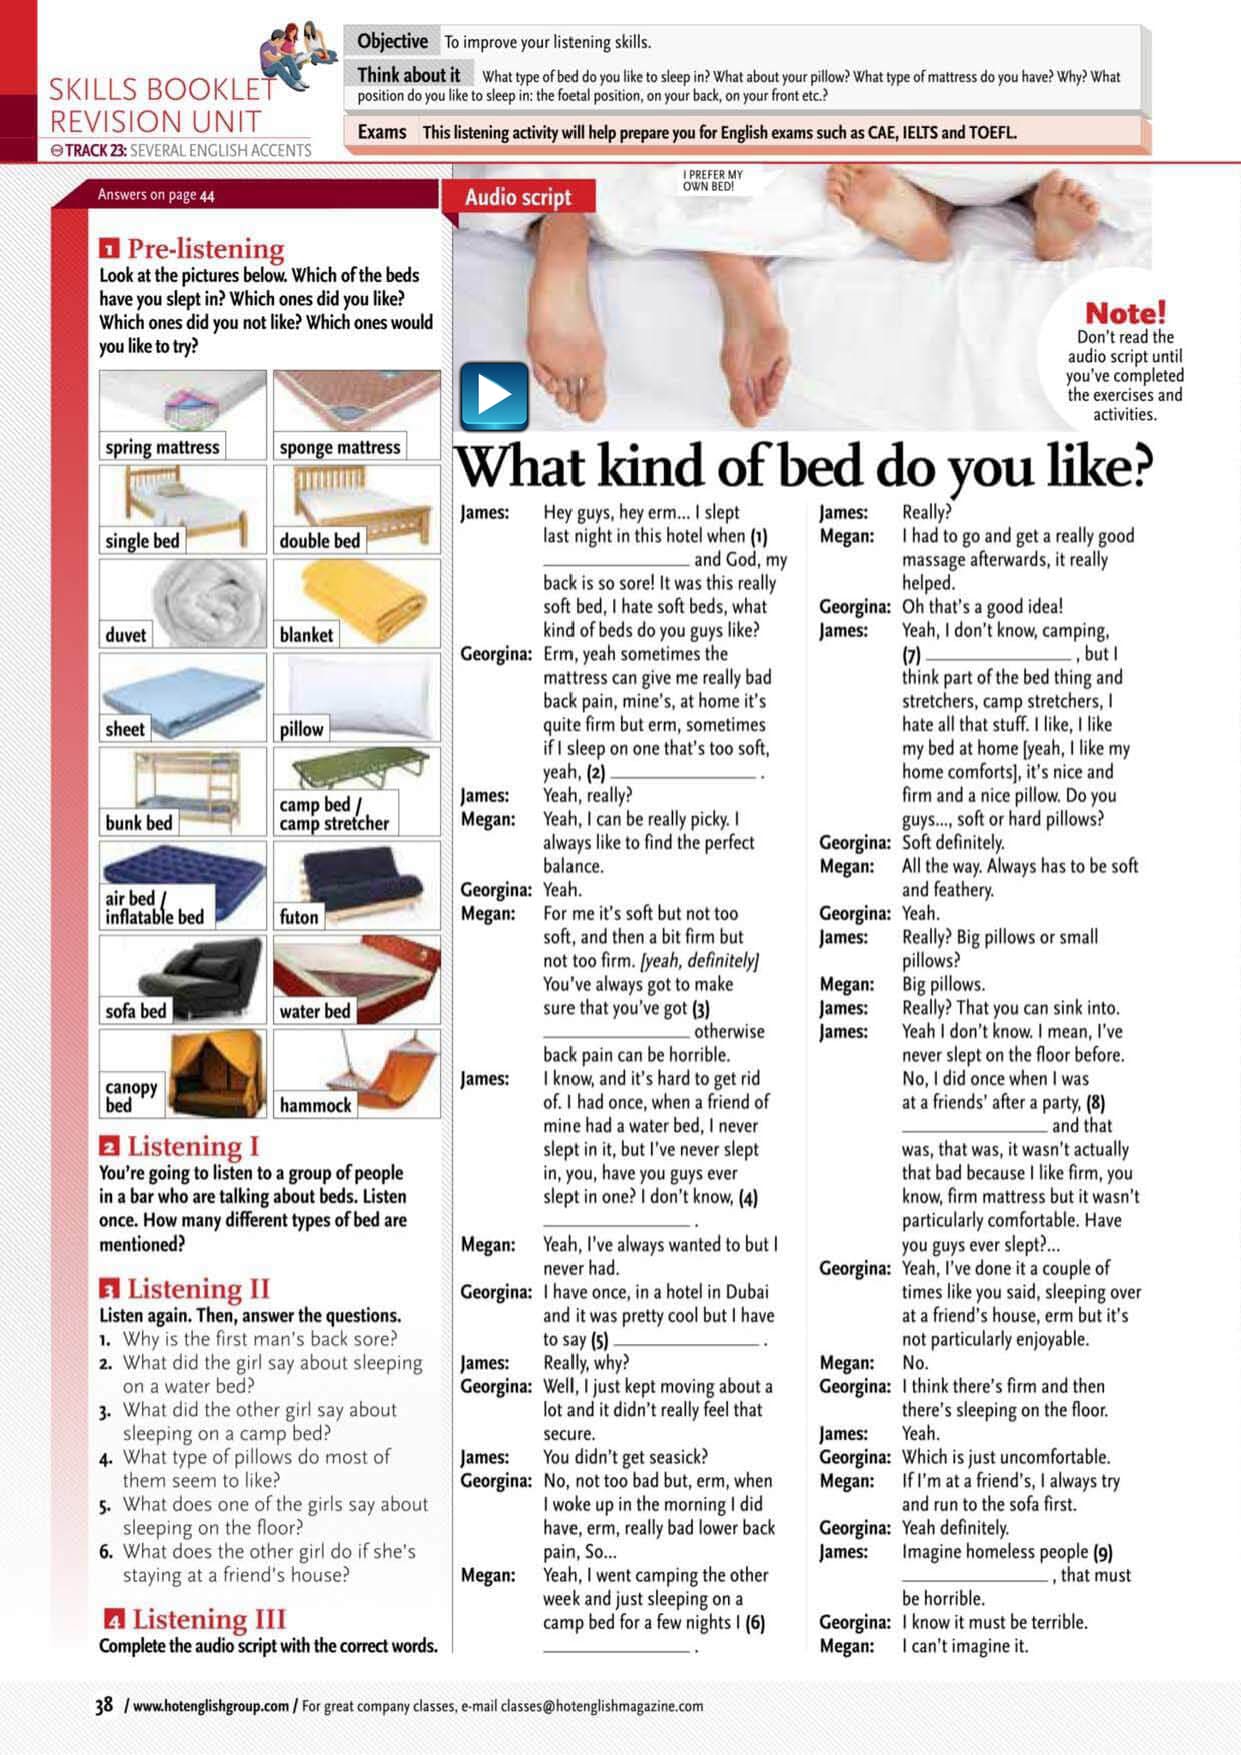 SKILLS BOOKLET
REVISION UNIT
TRACK 23: SEVERAL ENGLISH ACCENTS
Objective To improve your listening skills.
Think about it What type of bed do you like to sleep in? What about your pillow? What type of mattress do you have? Why? What
position do you like to sleep in: the foetal position, on your back, on your front etc.?
Exams This listening activity will help prepare you for English exams such as CAE, IELTS and TOEFL.
Answers on page 44
1 Pre-listening
Look at the pictures below. Which of the beds
have you slept in? Which ones did you like?
Which ones did you not like? Which ones would
you like to try?
spring mattress
sponge mattress
single bed
double bed
duvet
blanket
sheet
pillow
bunk bed
camp bed /
camp stretcher
air bed /
inflatable bed
futon
sofa bed
water bed
canopy
bed
hammock
2 Listening I
You're going to listen to a group of people
in a bar who are talking about beds. Listen
once. How many different types of bed are
mentioned?
3 Listening II
Listen again. Then, answer the questions.
1. Why is the first man's back sore?
2. What did the girl say about sleeping
on a water bed?
3. What did the other girl say about
sleeping on a camp bed?
4. What type of pillows do most of
them seem to like?
5. What does one of the girls say about
sleeping on the floor?
6. What does the other girl do if she's
staying at a friend's house?
4 Listening III
Complete the audio script with the correct words.
Audio script
I PREFER MY
OWN BED!
Note!
Don't read the
audio script until
you've completed
the exercises and
activities.
What kind of bed do you like?
James: Hey guys, hey erm... I slept
last night in this hotel when (1)
______________ and God, my
back is so sore! It was this really
soft bed, I hate soft beds, what
kind of beds do you guys like?
Georgina: Erm, yeah sometimes the
mattress can give me really bad
back pain, mine's, at home it's
quite firm but erm, sometimes
if I sleep on one that's too soft,
yeah, (2) ______________ .
James: Yeah, really?
Megan: Yeah, I can be really picky. I
always like to find the perfect
balance.
Georgina: Yeah.
Megan: For me it's soft but not too
soft, and then a bit firm but
not too firm. [yeah, definitely]
You've always got to make
sure that you've got (3)
______________ otherwise
back pain can be horrible.
James: I know, and it's hard to get rid
of. I had once, when a friend of
mine had a water bed, I never
slept in it, but I've never slept
in, you, have you guys ever
slept in one? I don't know, (4)
______________ .
Megan: Yeah, I've always wanted to but I
never had.
Georgina: I have once, in a hotel in Dubai
and it was pretty cool but I have
to say (5) ______________ .
James: Really, why?
Georgina: Well, I just kept moving about a
lot and it didn't really feel that
secure.
James: You didn't get seasick?
Georgina: No, not too bad but, erm, when
I woke up in the morning I did
have, erm, really bad lower back
pain, So...
Megan: Yeah, I went camping the other
week and just sleeping on a
camp bed for a few nights I (6)
______________ .
James: Really?
Megan: I had to go and get a really good
massage afterwards, it really
helped.
Georgina: Oh that's a good idea!
James: Yeah, I don't know, camping,
(7) ______________ , but I
think part of the bed thing and
stretchers, camp stretchers, I
hate all that stuff. I like, I like
my bed at home [yeah, I like my
home comforts], it's nice and
firm and a nice pillow. Do you
guys..., soft or hard pillows?
Georgina: Soft definitely.
Megan: All the way. Always has to be soft
and feathery.
Georgina: Yeah.
James: Really? Big pillows or small
pillows?
Megan: Big pillows.
James: Really? That you can sink into.
James: Yeah I don't know. I mean, I've
never slept on the floor before.
No, I did once when I was
at a friends' after a party, (8)
______________ and that
was, that was, it wasn't actually
that bad because I like firm, you
know, firm mattress but it wasn't
particularly comfortable. Have
you guys ever slept?...
Georgina: Yeah, I've done it a couple of
times like you said, sleeping over
at a friend's house, erm but it's
not particularly enjoyable.
Megan: No.
Georgina: I think there's firm and then
there's sleeping on the floor.
James: Yeah.
Georgina: Which is just uncomfortable.
Megan: If I'm at a friend's, I always try
and run to the sofa first.
Georgina: Yeah definitely.
James: Imagine homeless people (9)
______________ , that must
be horrible.
Georgina: I know it must be terrible.
Megan: I can't imagine it.
38 / www.hotenglishgroup.com / For great company classes, e-mail classes@hotenglishmagazine.com